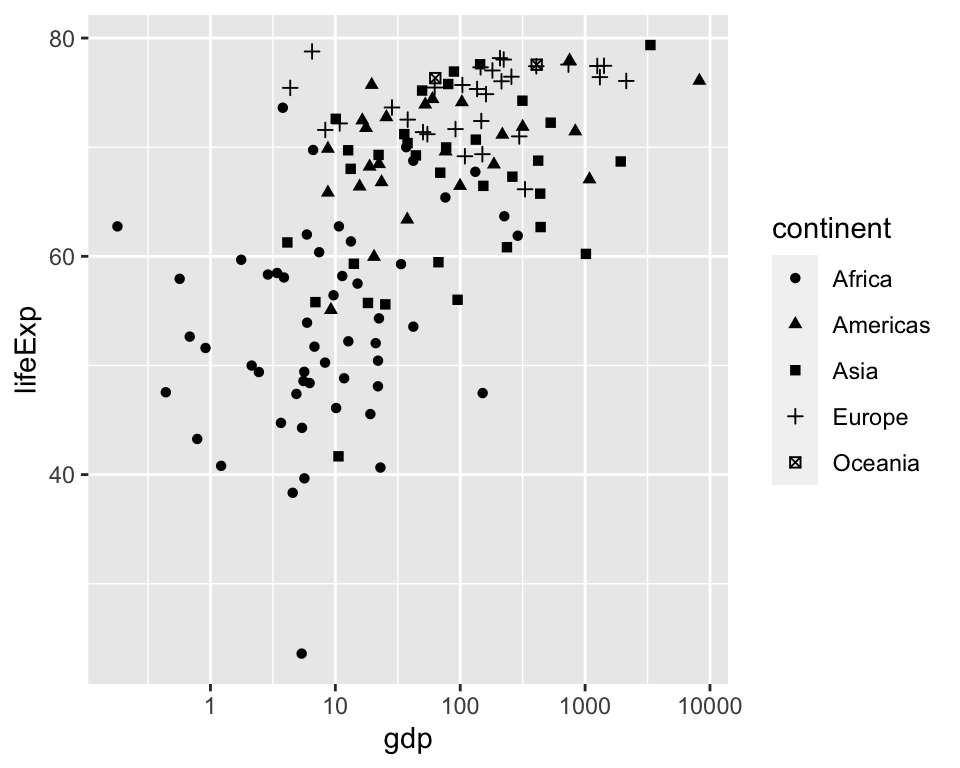 80
60
40
lifeExp
1 10 100 1000 10000
gdp
continent
Africa
Americas
Asia
Europe
Oceania